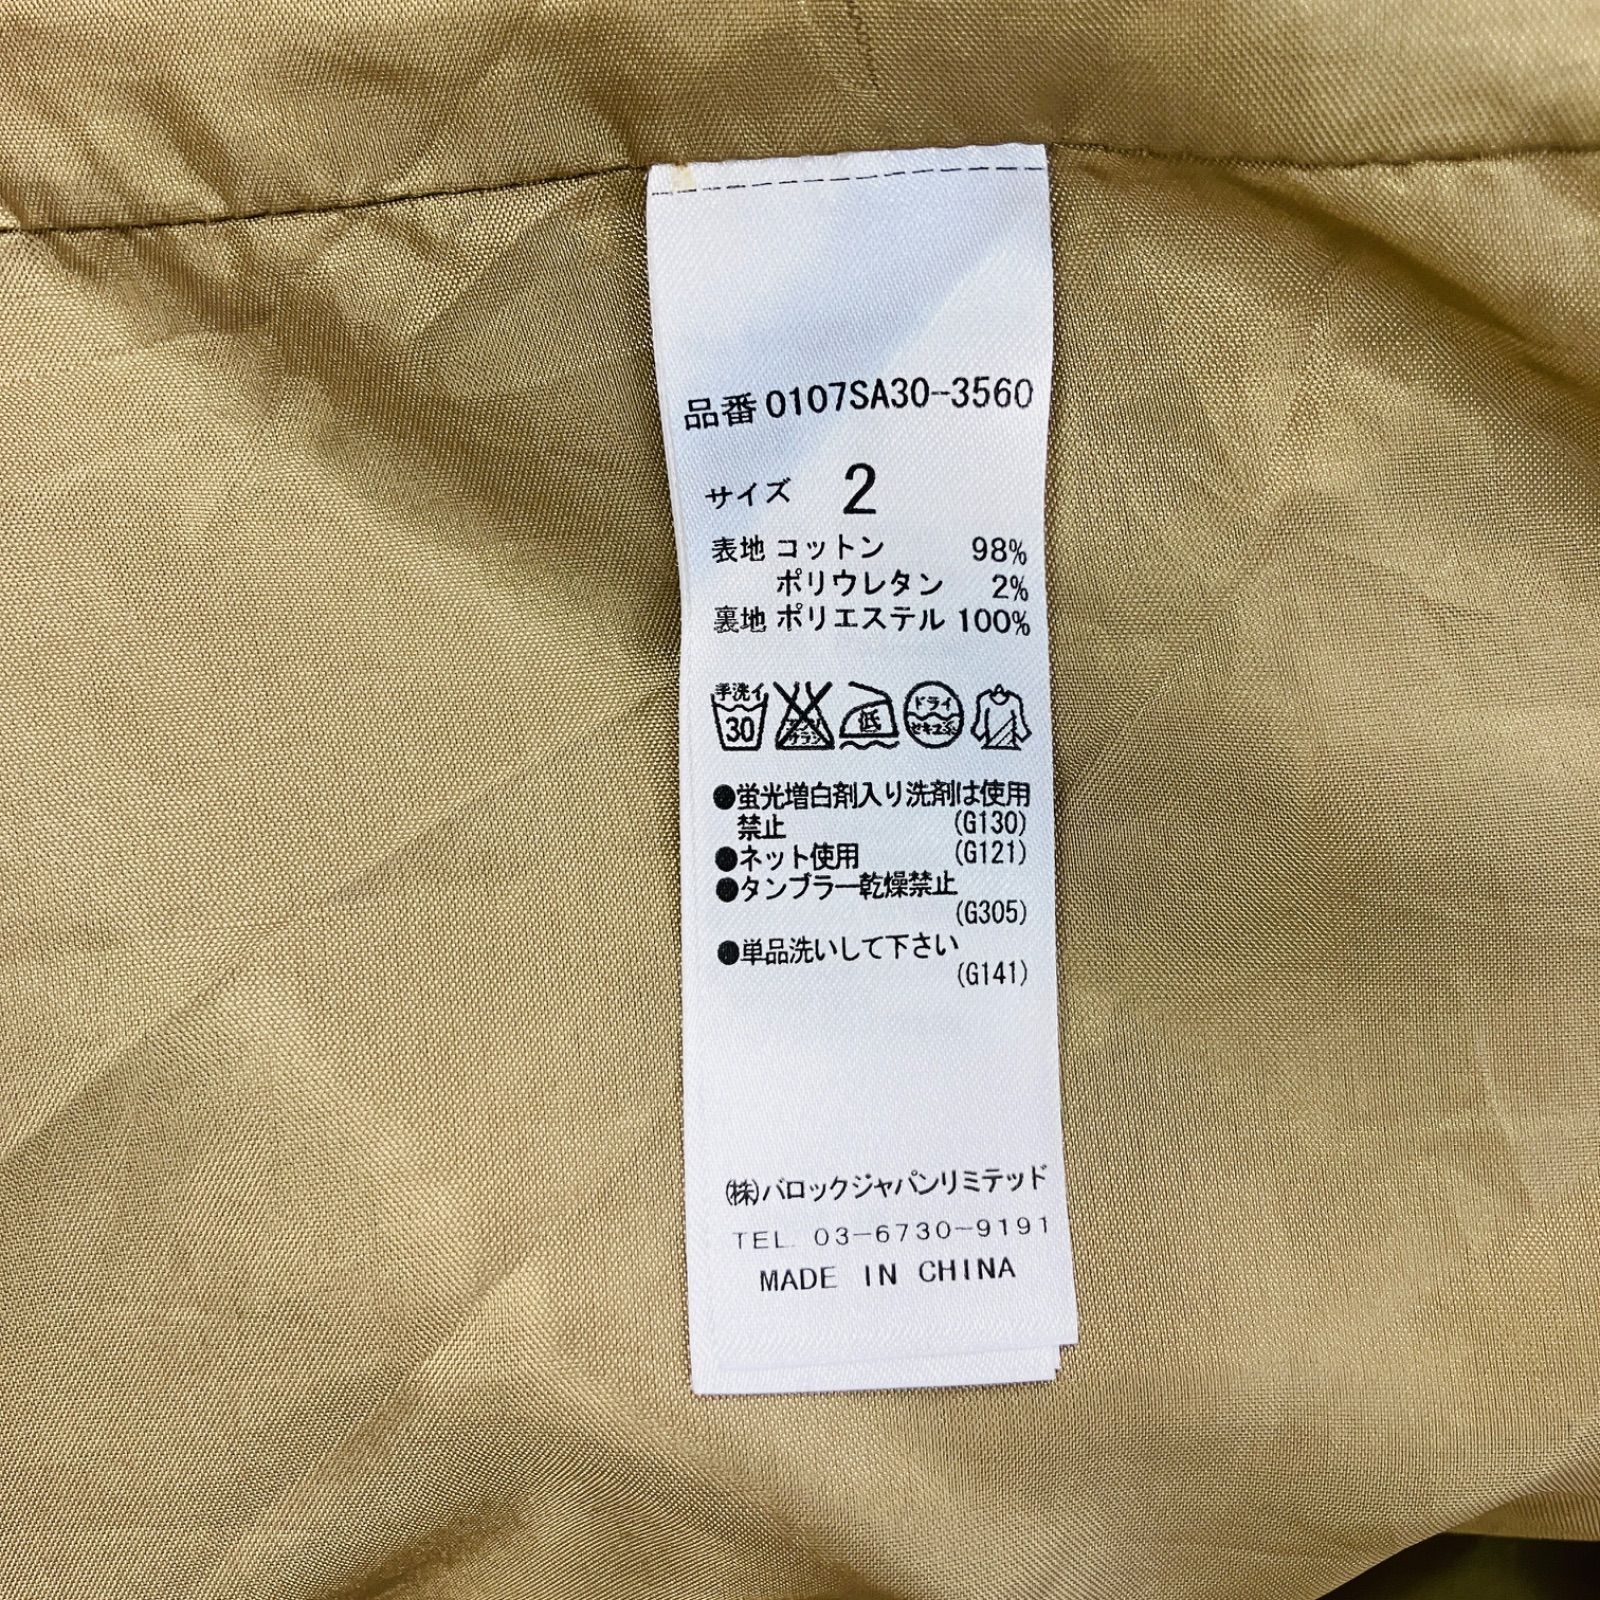 品番 0107SA30-3560
サイズ 2
表地 コットン 98%
ポリウレタン 2%
裏地 ポリエステル 100%
手洗イ
30
低
ドライ
セキユ系
●蛍光増白剤入り洗剤は使用
禁止 (G130)
●ネット使用 (G121)
●タンブラー乾燥禁止
(G305)
●単品洗いして下さい
(G141)
(株)バロックジャパンリミテッド
TEL. 03-6730-9191
MADE IN CHINA